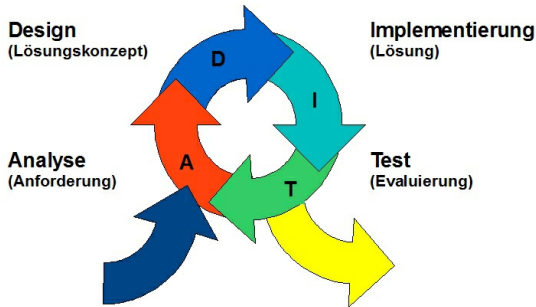 Design
(Lösungskonzept)
Implementierung
(Lösung)
D
I
A
T
Analyse
(Anforderung)
Test
(Evaluierung)